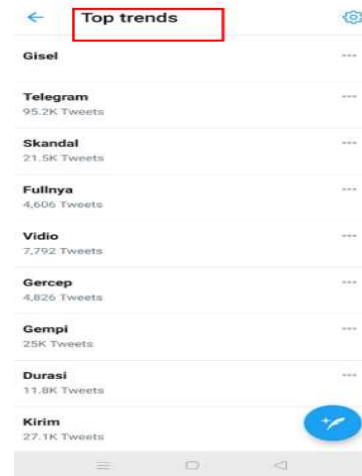 Top trends
Gisel
Telegram
95.2K Tweets
Skandal
21.5K Tweets
Fullnya
4,606 Tweets
Vidio
7,792 Tweets
Gercep
4,826 Tweets
Gempi
25K Tweets
Durasi
11.8K Tweets
Kirim
27.1K Tweets